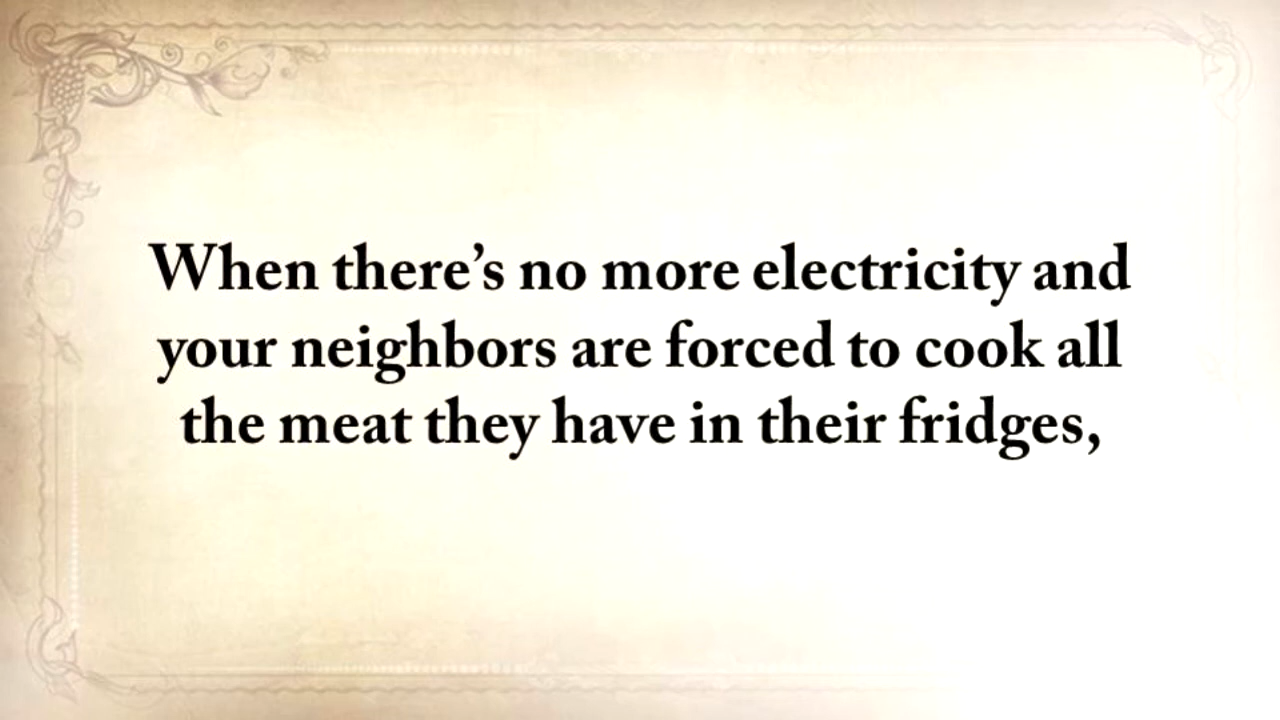 When there’s no more electricity and
your neighbors are forced to cook all
the meat they have in their fridges,